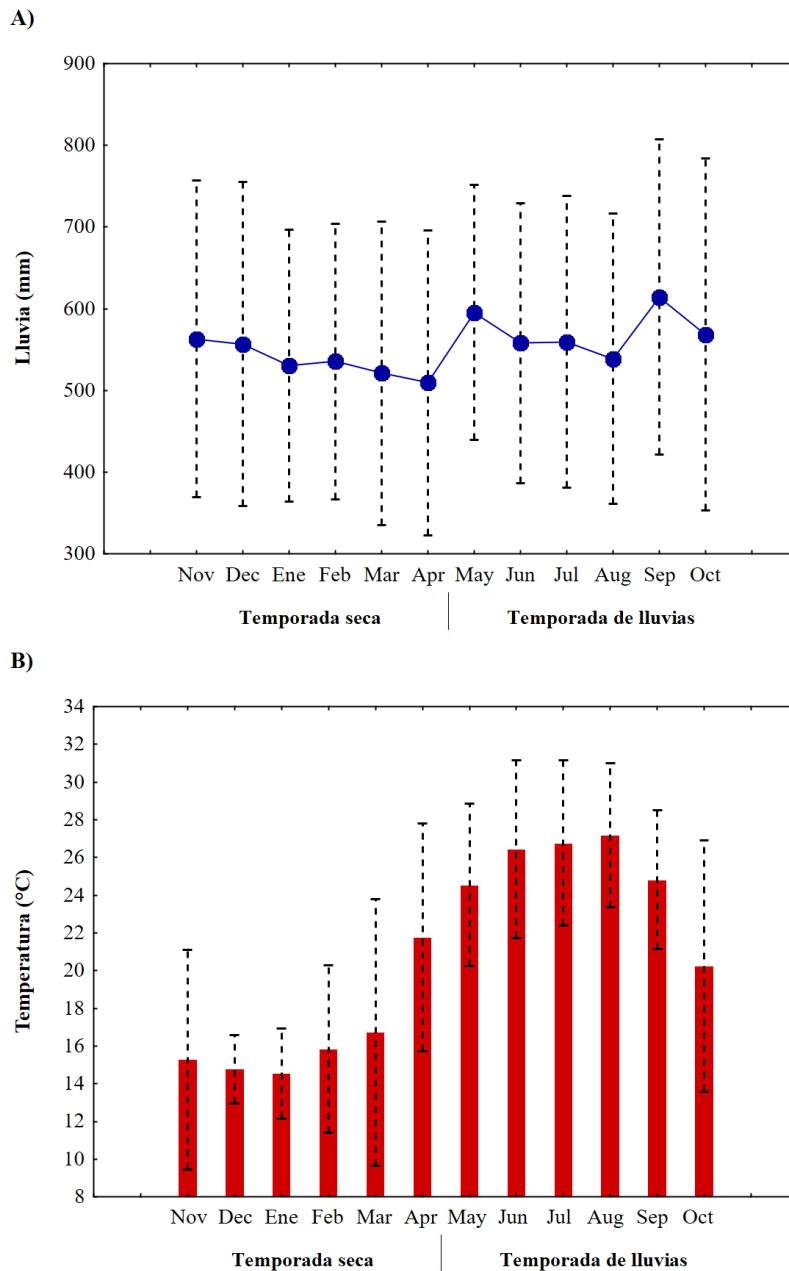 A)
Lluvia (mm)
900
800
700
600
500
400
300
Nov Dec Ene Feb Mar Apr May Jun Jul Aug Sep Oct
Temporada seca Temporada de lluvias
B)
Temperatura (°C)
34
32
30
28
26
24
22
20
18
16
14
12
10
8
Nov Dec Ene Feb Mar Apr May Jun Jul Aug Sep Oct
Temporada seca Temporada de lluvias